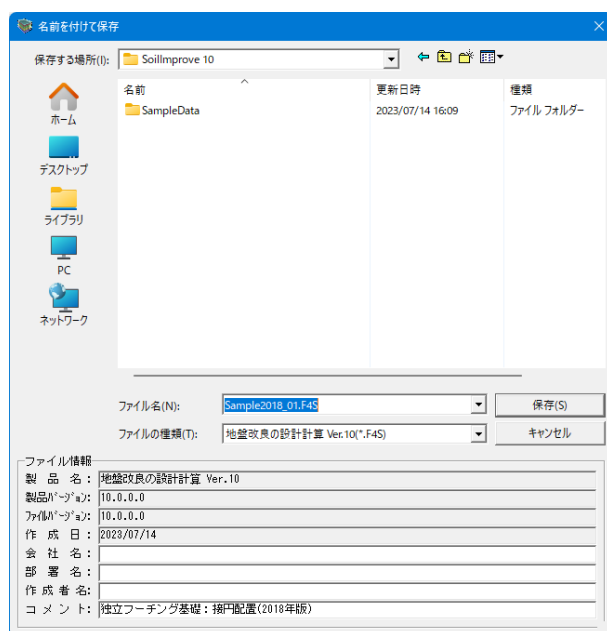 名前を付けて保存
保存する場所(I): SoilImprove 10
名前 更新日時 種類
SampleData 2023/07/14 16:09 ファイル フォルダー
ホーム
デスクトップ
ライブラリ
PC
ネットワーク
ファイル名(N): Sample2018_01.F4S 保存(S)
ファイルの種類(T): 地盤改良の設計計算 Ver.10(*.F4S) キャンセル
ファイル情報
製品名: 地盤改良の設計計算 Ver.10
製品ﾊﾞｰｼﾞｮﾝ: 10.0.0.0
ﾌｧｲﾙﾊﾞｰｼﾞｮﾝ: 10.0.0.0
作成日: 2023/07/14
会社名:
部署名:
作成者名:
コメント: 独立フーチング基礎：接円配置(2018年版)